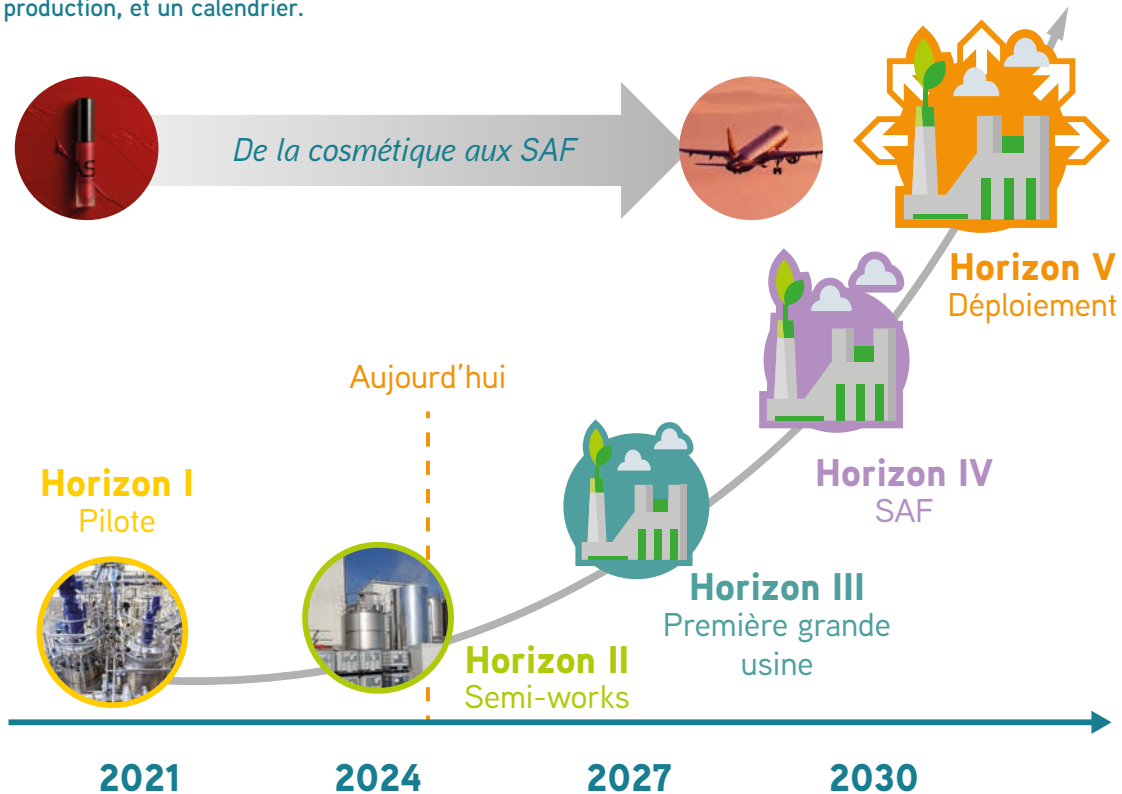 production, et un calendrier.
De la cosmétique aux SAF
Horizon V
Déploiement
Aujourd'hui
Horizon IV
SAF
Horizon I
Pilote
Horizon III
Première grande
usine
Horizon II
Semi-works
2021
2024
2027
2030